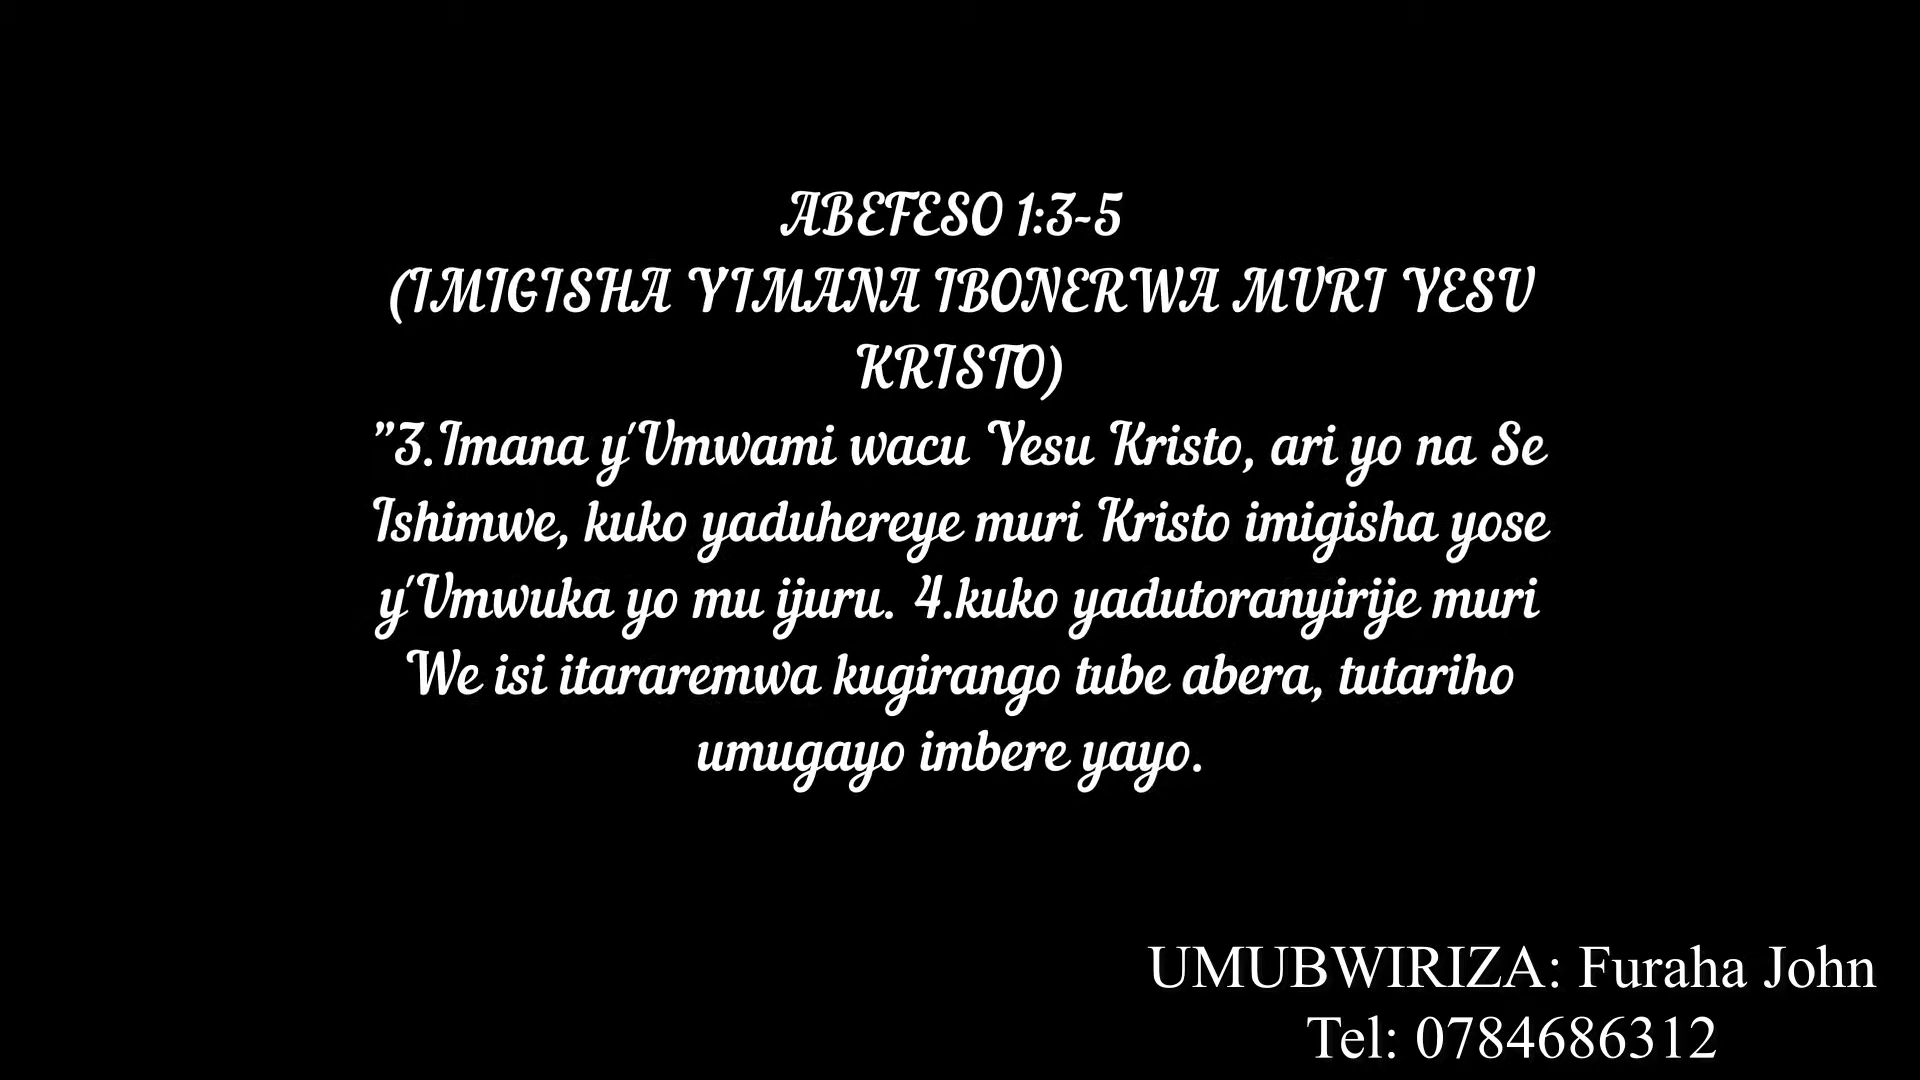 ABEFESO 1:3-5
(IMIGISHA YIMANA IBONERWA MURI YESU
KRISTO)
"3.Imana y'Umwami wacu Yesu Kristo, ari yo na Se
Ishimwe, kuko yaduhereye muri Kristo imigisha yose
y'Umwuka yo mu ijuru. 4.kuko yadutoranyirije muri
We isi itararemwa kugirango tube abera, tutariho
umugayo imbere yayo.
UMUBWIRIZA: Furaha John
Tel: 0784686312